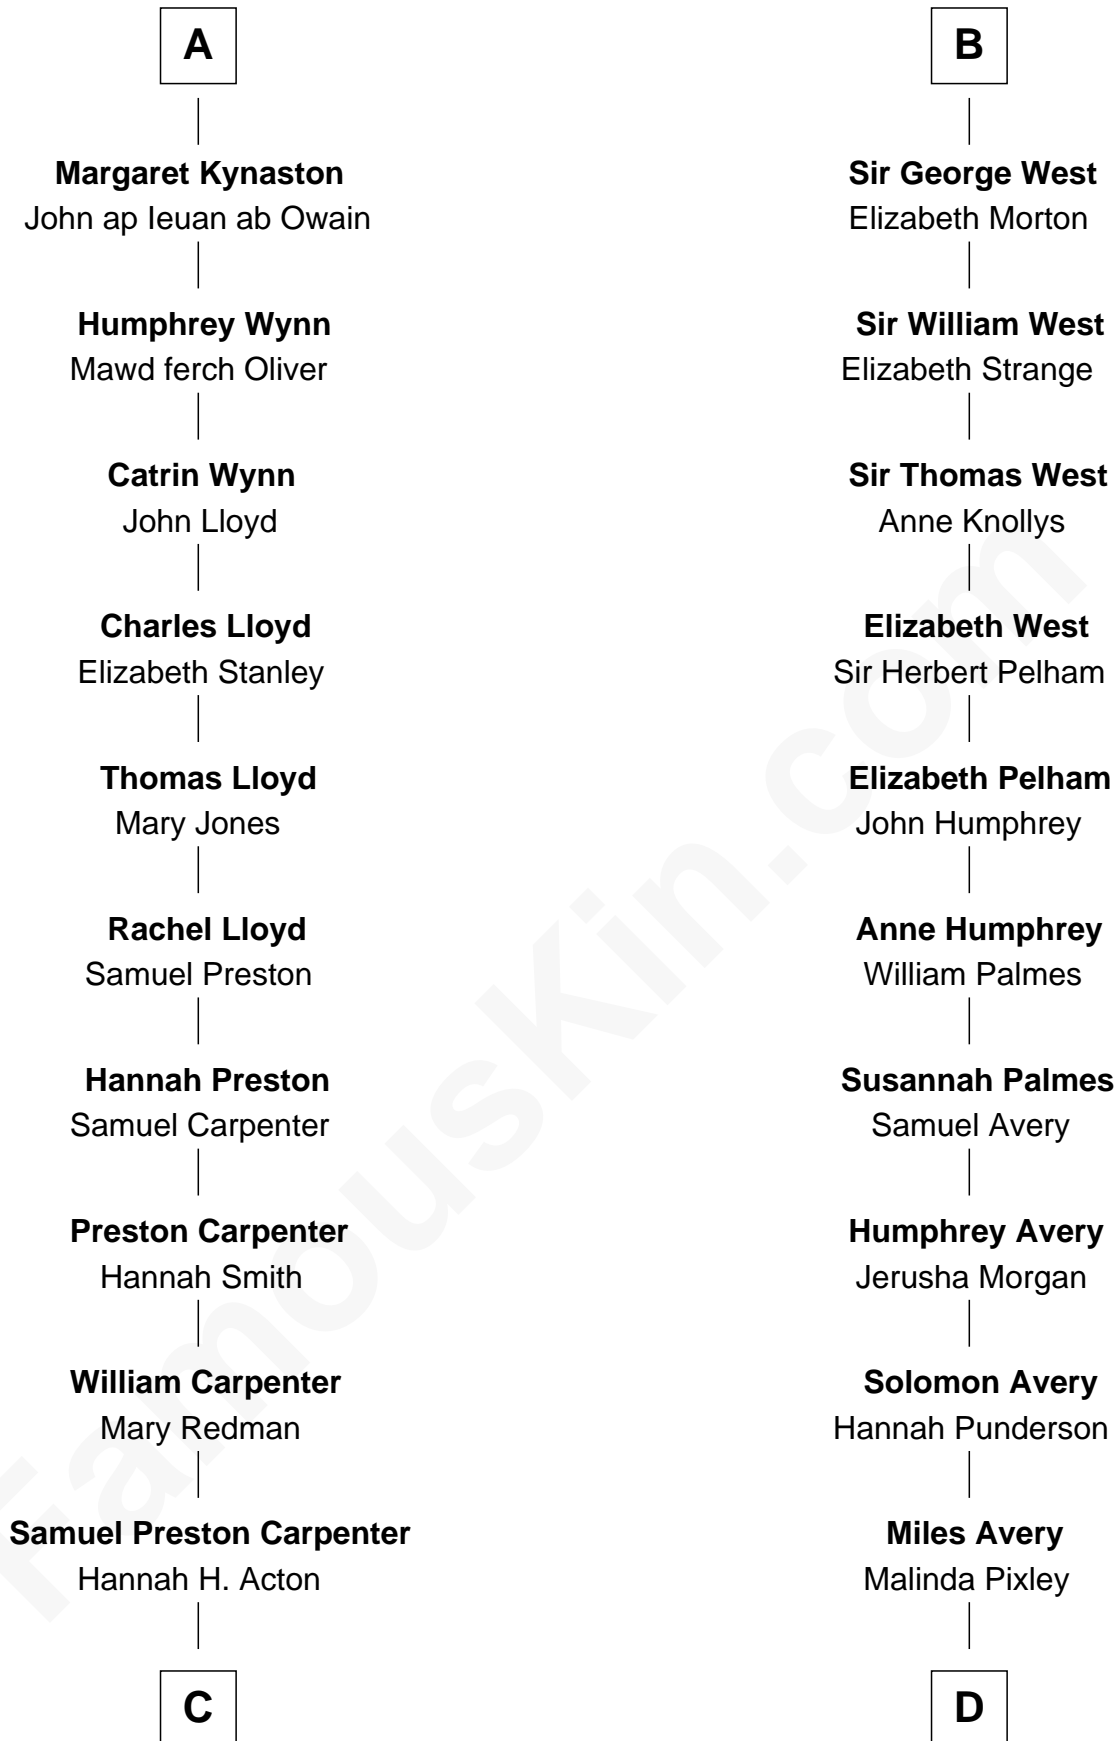 A
Margaret Kynaston
John ap Ieuan ab Owain
Humphrey Wynn
Mawd ferch Oliver
Catrin Wynn
John Lloyd
Charles Lloyd
Elizabeth Stanley
Thomas Lloyd
Mary Jones
Rachel Lloyd
Samuel Preston
Hannah Preston
Samuel Carpenter
Preston Carpenter
Hannah Smith
William Carpenter
Mary Redman
Samuel Preston Carpenter
Hannah H. Acton
C
B
Sir George West
Elizabeth Morton
Sir William West
Elizabeth Strange
Sir Thomas West
Anne Knollys
Elizabeth West
Sir Herbert Pelham
Elizabeth Pelham
John Humphrey
Anne Humphrey
William Palmes
Susannah Palmes
Samuel Avery
Humphrey Avery
Jerusha Morgan
Solomon Avery
Hannah Punderson
Miles Avery
Malinda Pixley
D
FamousKin.com